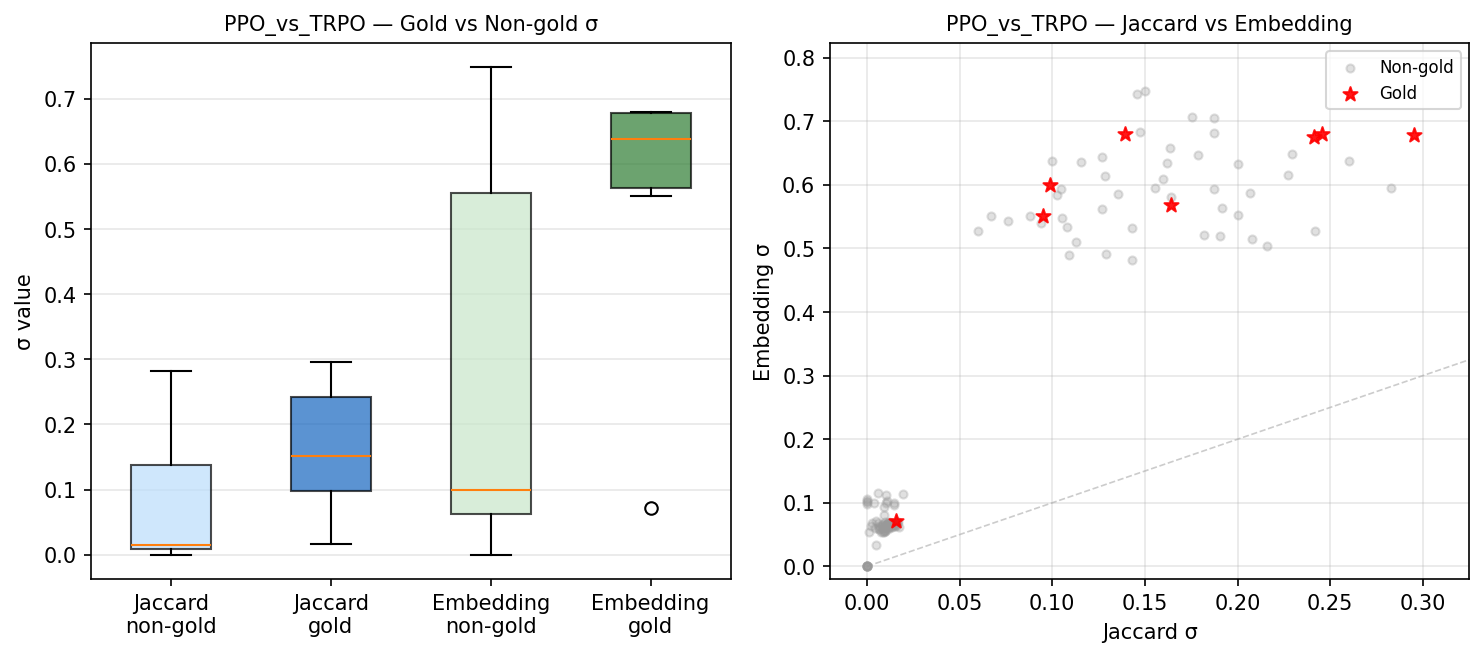 PPO_vs_TRPO — Gold vs Non-gold σ
σ value
0.7
0.6
0.5
0.4
0.3
0.2
0.1
0.0
Jaccard
non-gold
Jaccard
gold
Embedding
non-gold
Embedding
gold
PPO_vs_TRPO — Jaccard vs Embedding
Non-gold
Gold
Embedding σ
0.8
0.7
0.6
0.5
0.4
0.3
0.2
0.1
0.0
0.00 0.05 0.10 0.15 0.20 0.25 0.30
Jaccard σ